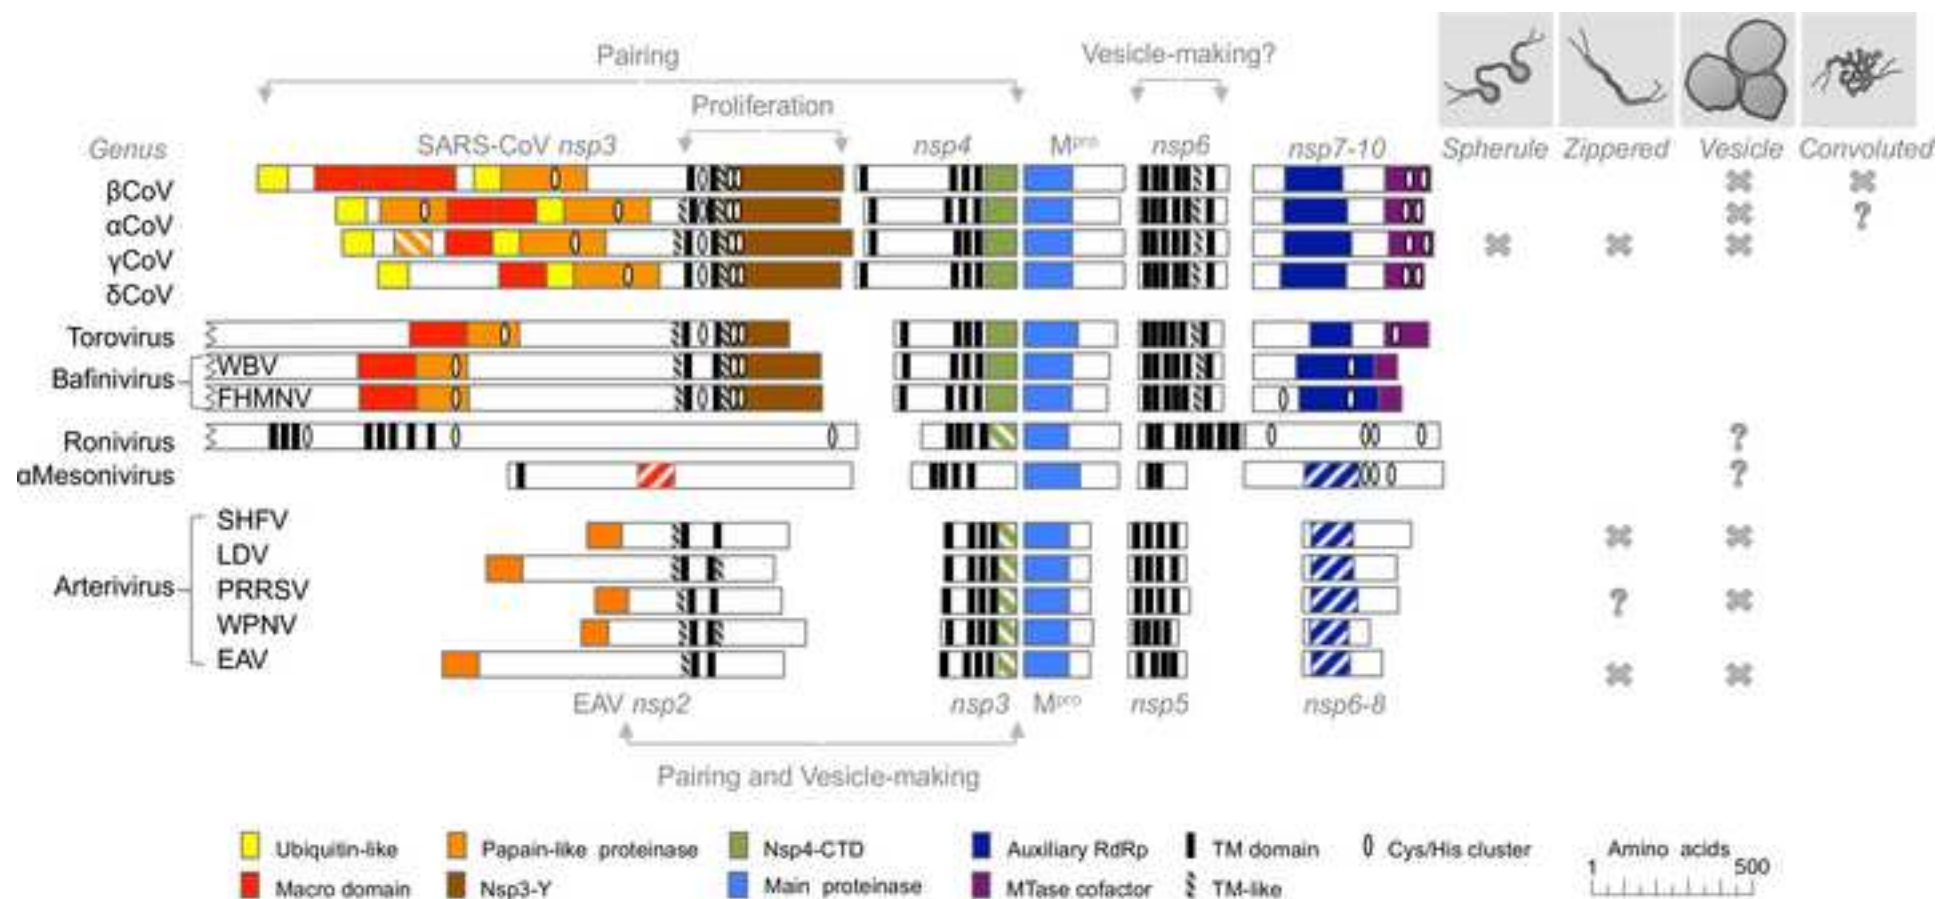 Pairing
Vesicle-making?
Proliferation
Genus
SARS-CoV nsp3
nsp4
Mpro
nsp6
nsp7-10
Spherule
Zippered
Vesicle
Convoluted
βCoV
αCoV
?
γCoV
δCoV
Torovirus
Bafinivirus
WBV
FHMNV
Ronivirus
?
αMesonivirus
?
Arterivirus
SHFV
LDV
PRRSV
?
WPNV
EAV
EAV nsp2
nsp3
Mpro
nsp5
nsp6-8
Pairing and Vesicle-making
Ubiquitin-like
Papain-like proteinase
Nsp4-CTD
Auxiliary RdRp
TM domain
Cys/His cluster
Amino acids
1
500
Macro domain
Nsp3-Y
Main proteinase
MTase cofactor
TM-like